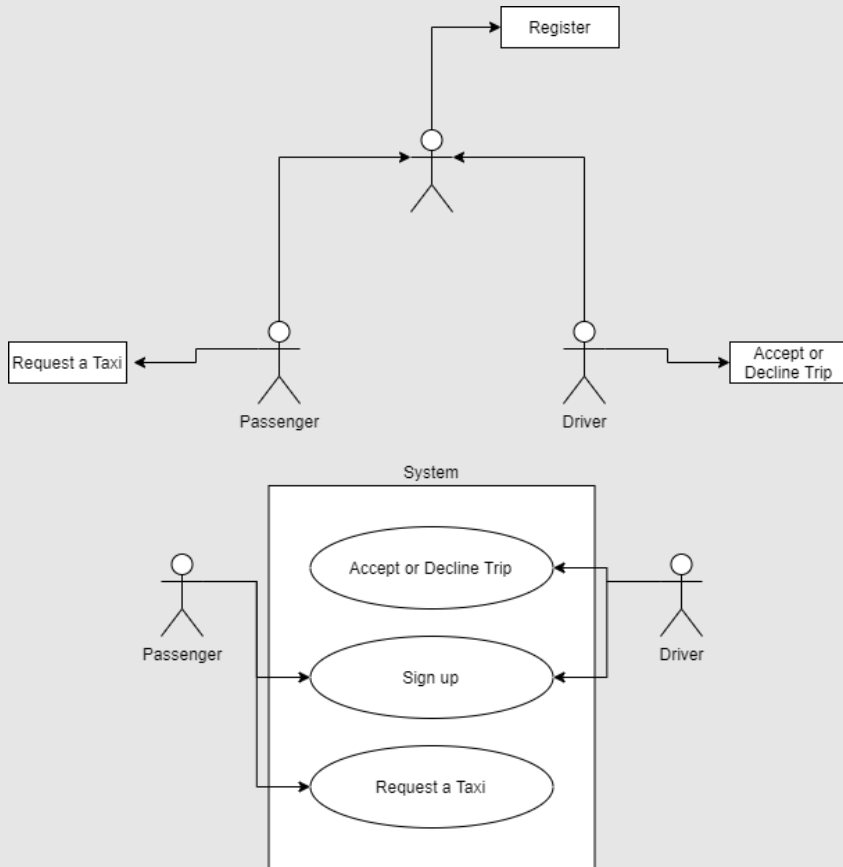 Register
Request a Taxi
Accept or
Decline Trip
Passenger
Driver
System
Accept or Decline Trip
Passenger
Sign up
Driver
Request a Taxi